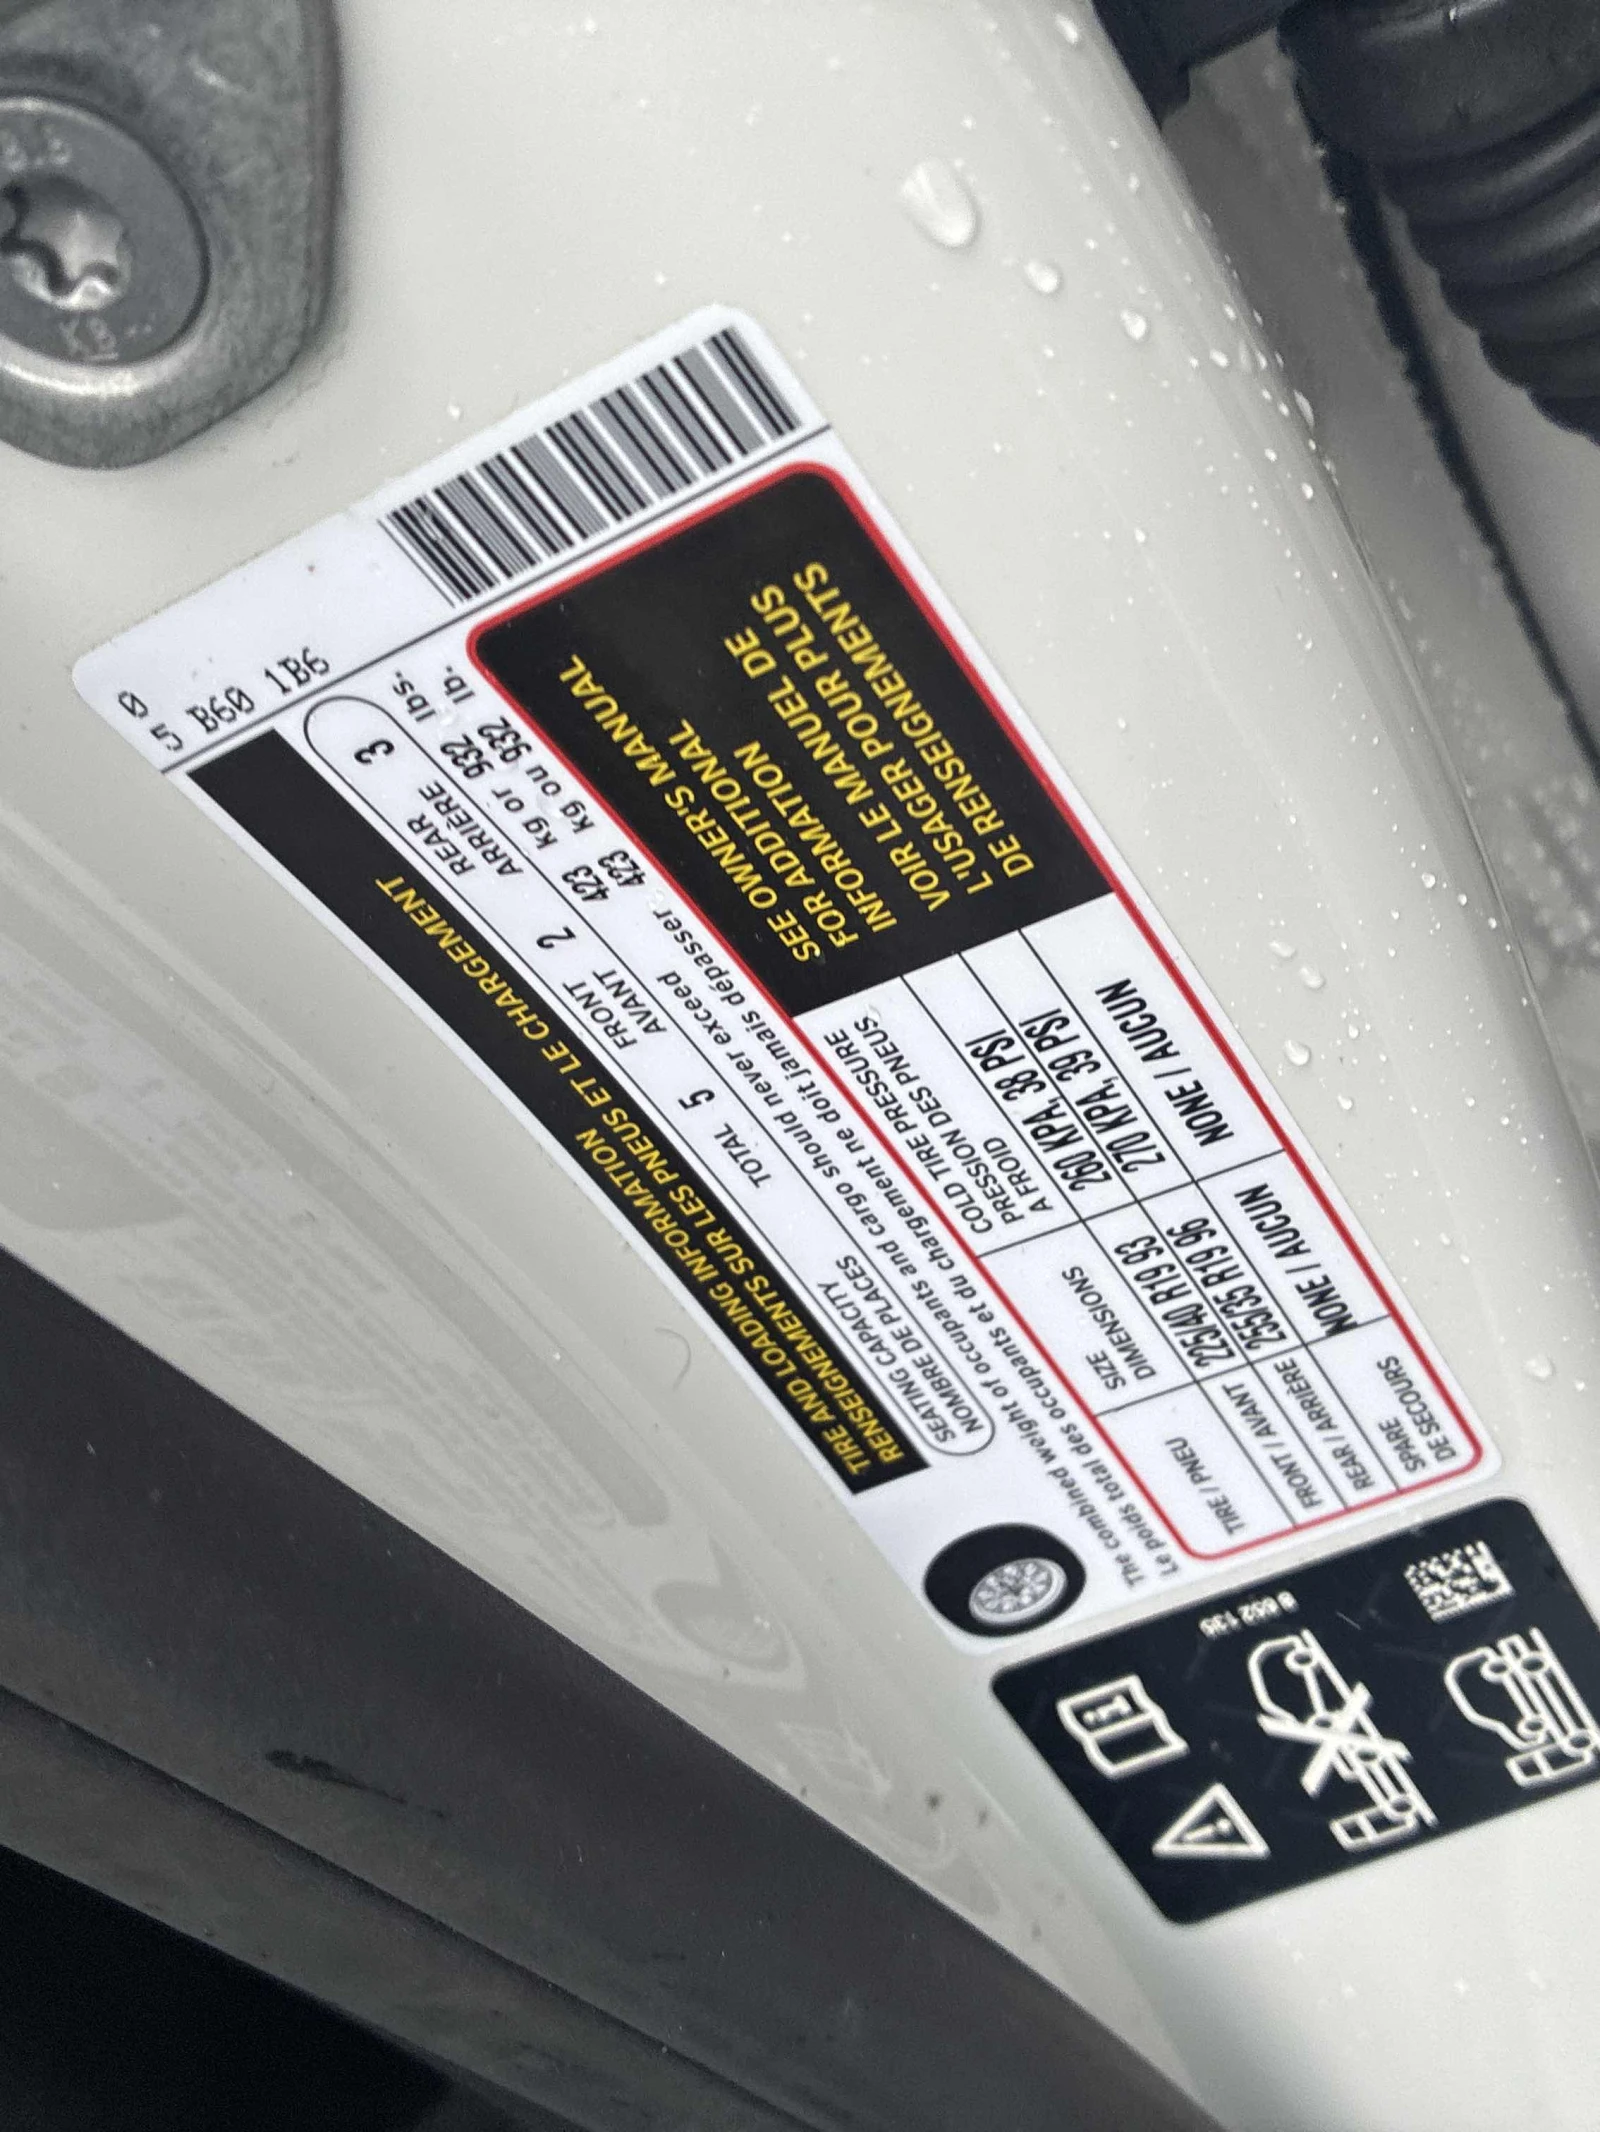 5 0
B60 1B6
TIRE AND LOADING INFORMATION
RENSEIGNEMENTS SUR LES PNEUS ET LE CHARGEMENT
SEATING CAPACITY TOTAL 5 FRONT 2 REAR 3
NOMBRE DE PLACES AVANT ARRIÈRE
The combined weight of occupants and cargo should never exceed 423 kg or 932 lbs.
Le poids total des occupants et du chargement ne doit jamais dépasser. 423 kg ou 932 lb.
TIRE / PNEU
SIZE
DIMENSIONS
COLD TIRE PRESSURE
PRESSION DES PNEUS
A FROID
FRONT / AVANT 225/40 R19 93 260 KPA, 38 PSI
REAR / ARRIÈRE 255/35 R19 96 270 KPA, 39 PSI
SPARE
DE SECOURS
NONE / AUCUN NONE / AUCUN
SEE OWNER'S MANUAL
FOR ADDITIONAL
INFORMATION
VOIR LE MANUEL DE
L'USAGER POUR PLUS
DE RENSEIGNMENTS